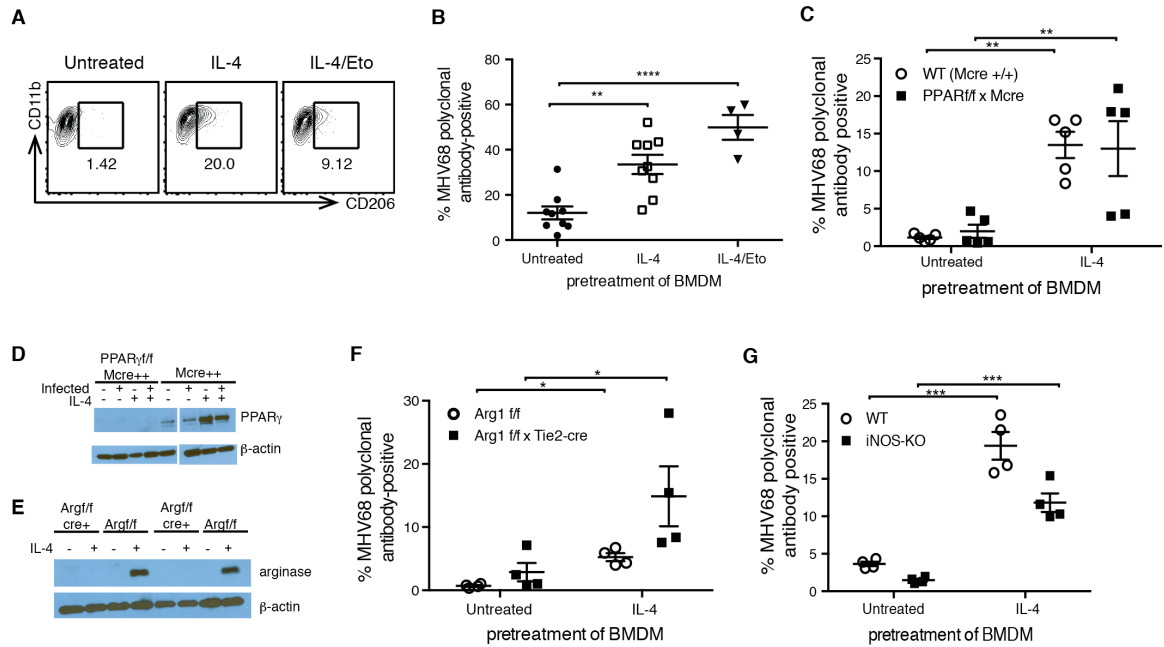 A
Untreated
IL-4
IL-4/Eto
CD11b
1.42
20.0
9.12
CD206
B
% MHV68 polyclonal
antibody-positive
80
60
40
20
0
**
****
Untreated
IL-4
IL-4/Eto
pretreatment of BMDM
C
% MHV68 polyclonal
antibody positive
25
20
15
10
5
0
**
**
WT (Mcre +/+)
PPARf/f x Mcre
Untreated
IL-4
pretreatment of BMDM
D
PPARγf/f
Mcre++
Mcre++
Infected - + - + - + - +
IL-4 - - + + - - + +
PPARγ
β-actin
E
Argf/f
cre+
Argf/f
Argf/f
cre+
Argf/f
IL-4 - + - + - + - +
arginase
β-actin
F
% MHV68 polyclonal
antibody-positive
30
20
10
0
*
*
Arg1 f/f
Arg1 f/f x Tie2-cre
Untreated
IL-4
pretreatment of BMDM
G
% MHV68 polyclonal
antibody positive
25
20
15
10
5
0
***
***
WT
iNOS-KO
Untreated
IL-4
pretreatment of BMDM